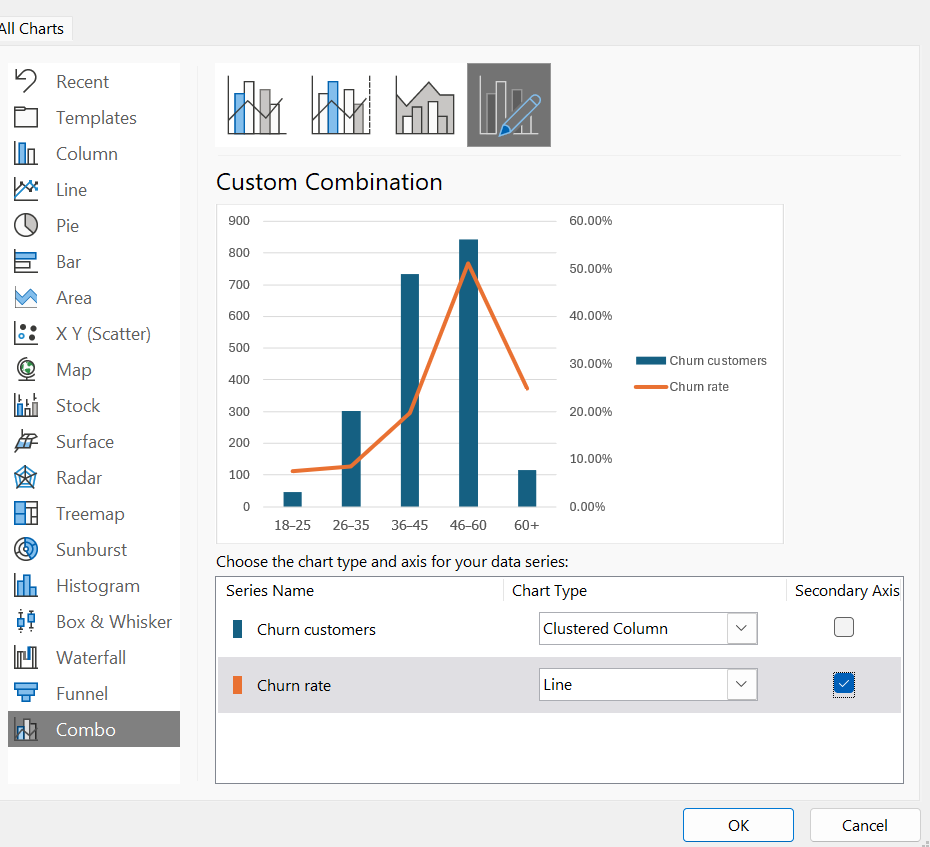 All Charts
Recent
Templates
Column
Line
Pie
Bar
Area
X Y (Scatter)
Map
Stock
Surface
Radar
Treemap
Sunburst
Histogram
Box & Whisker
Waterfall
Funnel
Combo
Custom Combination
900 60.00%
800
700 50.00%
600 40.00%
500
400 30.00%
300 20.00%
200
100 10.00%
0 0.00%
18–25 26–35 36–45 46-60 60+
Churn customers
Churn rate
Choose the chart type and axis for your data series:
Series Name Chart Type Secondary Axis
Churn customers Clustered Column
Churn rate Line
OK Cancel